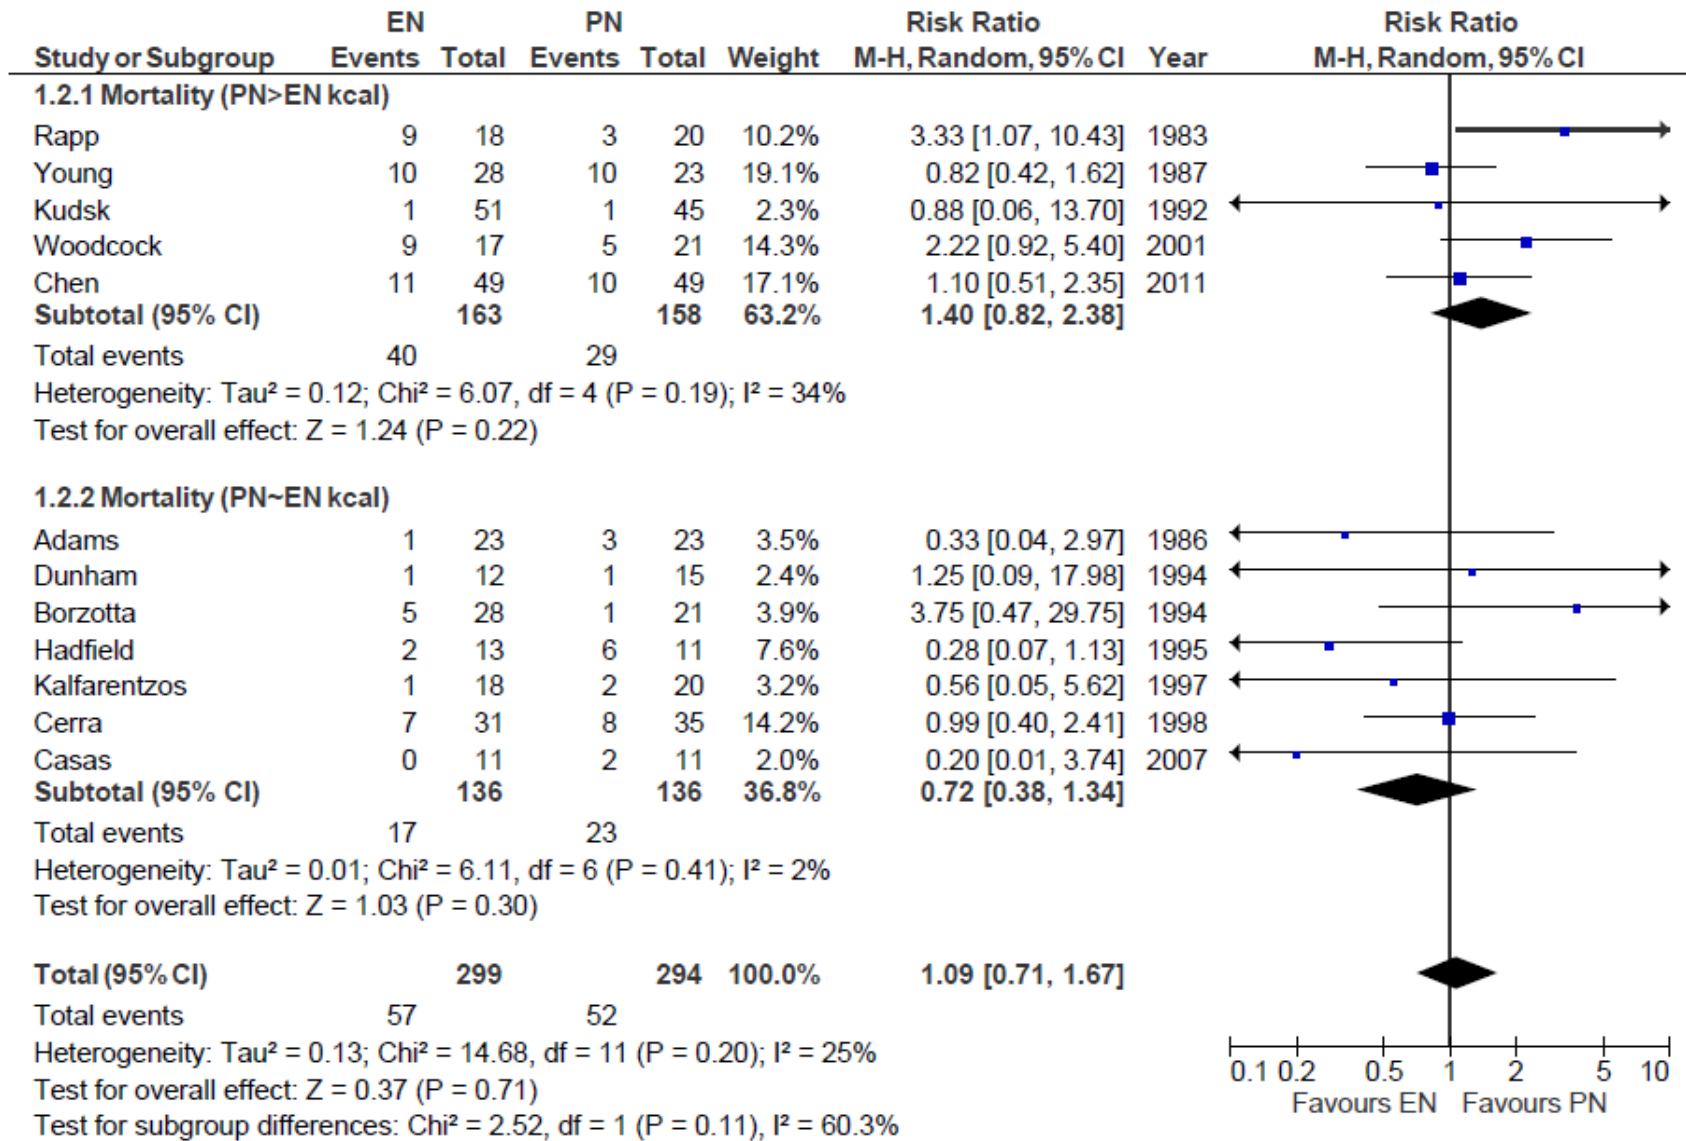 EN PN Risk Ratio Risk Ratio
Study or Subgroup Events Total Events Total Weight M-H, Random, 95% CI Year M-H, Random, 95% CI
1.2.1 Mortality (PN>EN kcal)
Rapp 9 18 3 20 10.2% 3.33 [1.07, 10.43] 1983
Young 10 28 10 23 19.1% 0.82 [0.42, 1.62] 1987
Kudsk 1 51 1 45 2.3% 0.88 [0.06, 13.70] 1992
Woodcock 9 17 5 21 14.3% 2.22 [0.92, 5.40] 2001
Chen 11 49 10 49 17.1% 1.10 [0.51, 2.35] 2011
Subtotal (95% CI) 163 158 63.2% 1.40 [0.82, 2.38]
Total events 40 29
Heterogeneity: Tau² = 0.12; Chi² = 6.07, df = 4 (P = 0.19); I² = 34%
Test for overall effect: Z = 1.24 (P = 0.22)
1.2.2 Mortality (PN~EN kcal)
Adams 1 23 3 23 3.5% 0.33 [0.04, 2.97] 1986
Dunham 1 12 1 15 2.4% 1.25 [0.09, 17.98] 1994
Borzotta 5 28 1 21 3.9% 3.75 [0.47, 29.75] 1994
Hadfield 2 13 6 11 7.6% 0.28 [0.07, 1.13] 1995
Kalfarentzos 1 18 2 20 3.2% 0.56 [0.05, 5.62] 1997
Cerra 7 31 8 35 14.2% 0.99 [0.40, 2.41] 1998
Casas 0 11 2 11 2.0% 0.20 [0.01, 3.74] 2007
Subtotal (95% CI) 136 136 36.8% 0.72 [0.38, 1.34]
Total events 17 23
Heterogeneity: Tau² = 0.01; Chi² = 6.11, df = 6 (P = 0.41); I² = 2%
Test for overall effect: Z = 1.03 (P = 0.30)
Total (95% CI) 299 294 100.0% 1.09 [0.71, 1.67]
Total events 57 52
Heterogeneity: Tau² = 0.13; Chi² = 14.68, df = 11 (P = 0.20); I² = 25%
Test for overall effect: Z = 0.37 (P = 0.71)
Test for subgroup differences: Chi² = 2.52, df = 1 (P = 0.11), I² = 60.3%
0.1 0.2 0.5 1 2 5 10
Favours EN Favours PN